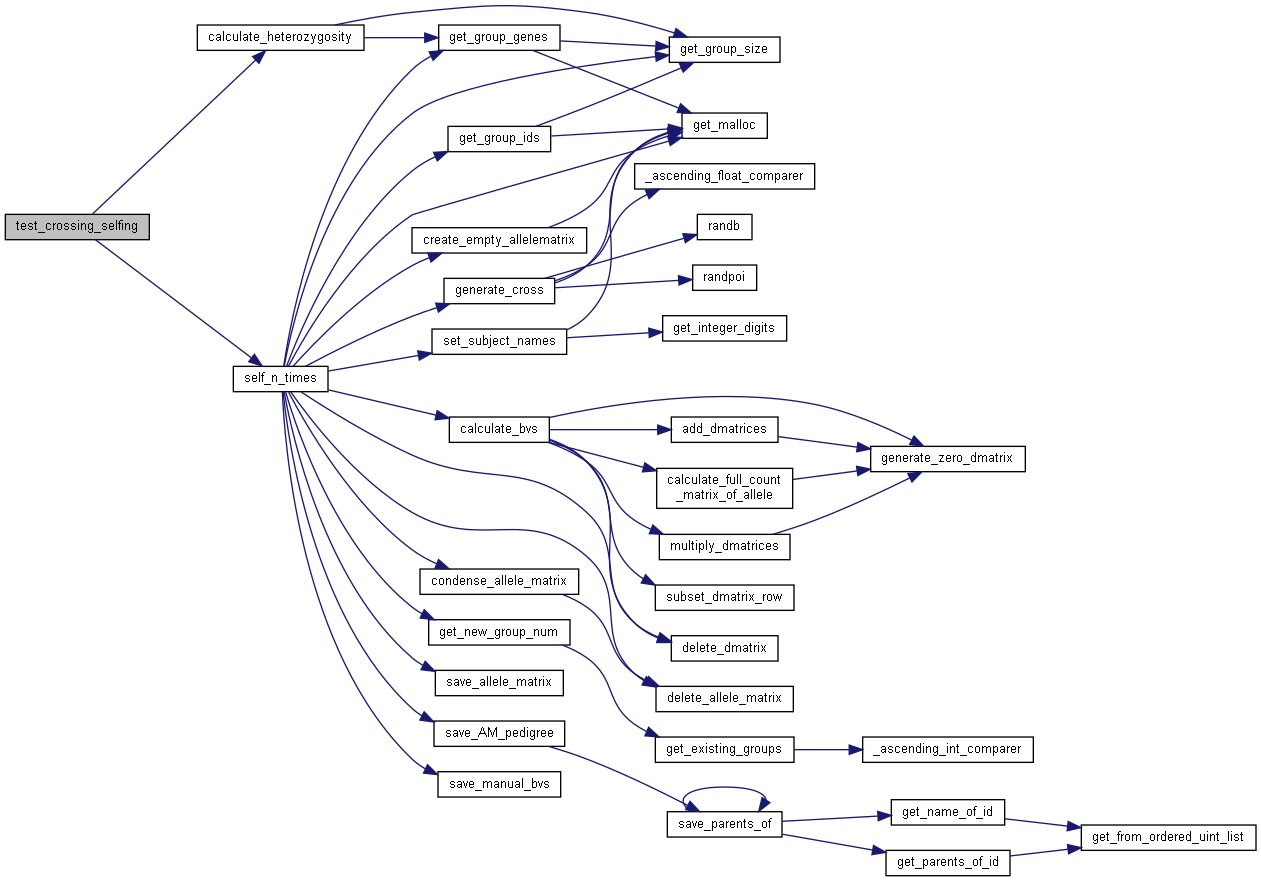 calculate_heterozygosity
get_group_genes
get_group_size
get_malloc
get_group_ids
_ascending_float_comparer
test_crossing_selfing
randb
create_empty_allelematrix
randpoi
generate_cross
get_integer_digits
set_subject_names
self_n_times
calculate_bvs
add_dmatrices
generate_zero_dmatrix
calculate_full_count
_matrix_of_allele
multiply_dmatrices
condense_allele_matrix
subset_dmatrix_row
get_new_group_num
delete_dmatrix
save_allele_matrix
delete_allele_matrix
save_AM_pedigree
get_existing_groups
_ascending_int_comparer
save_manual_bvs
save_parents_of
get_name_of_id
get_from_ordered_uint_list
get_parents_of_id